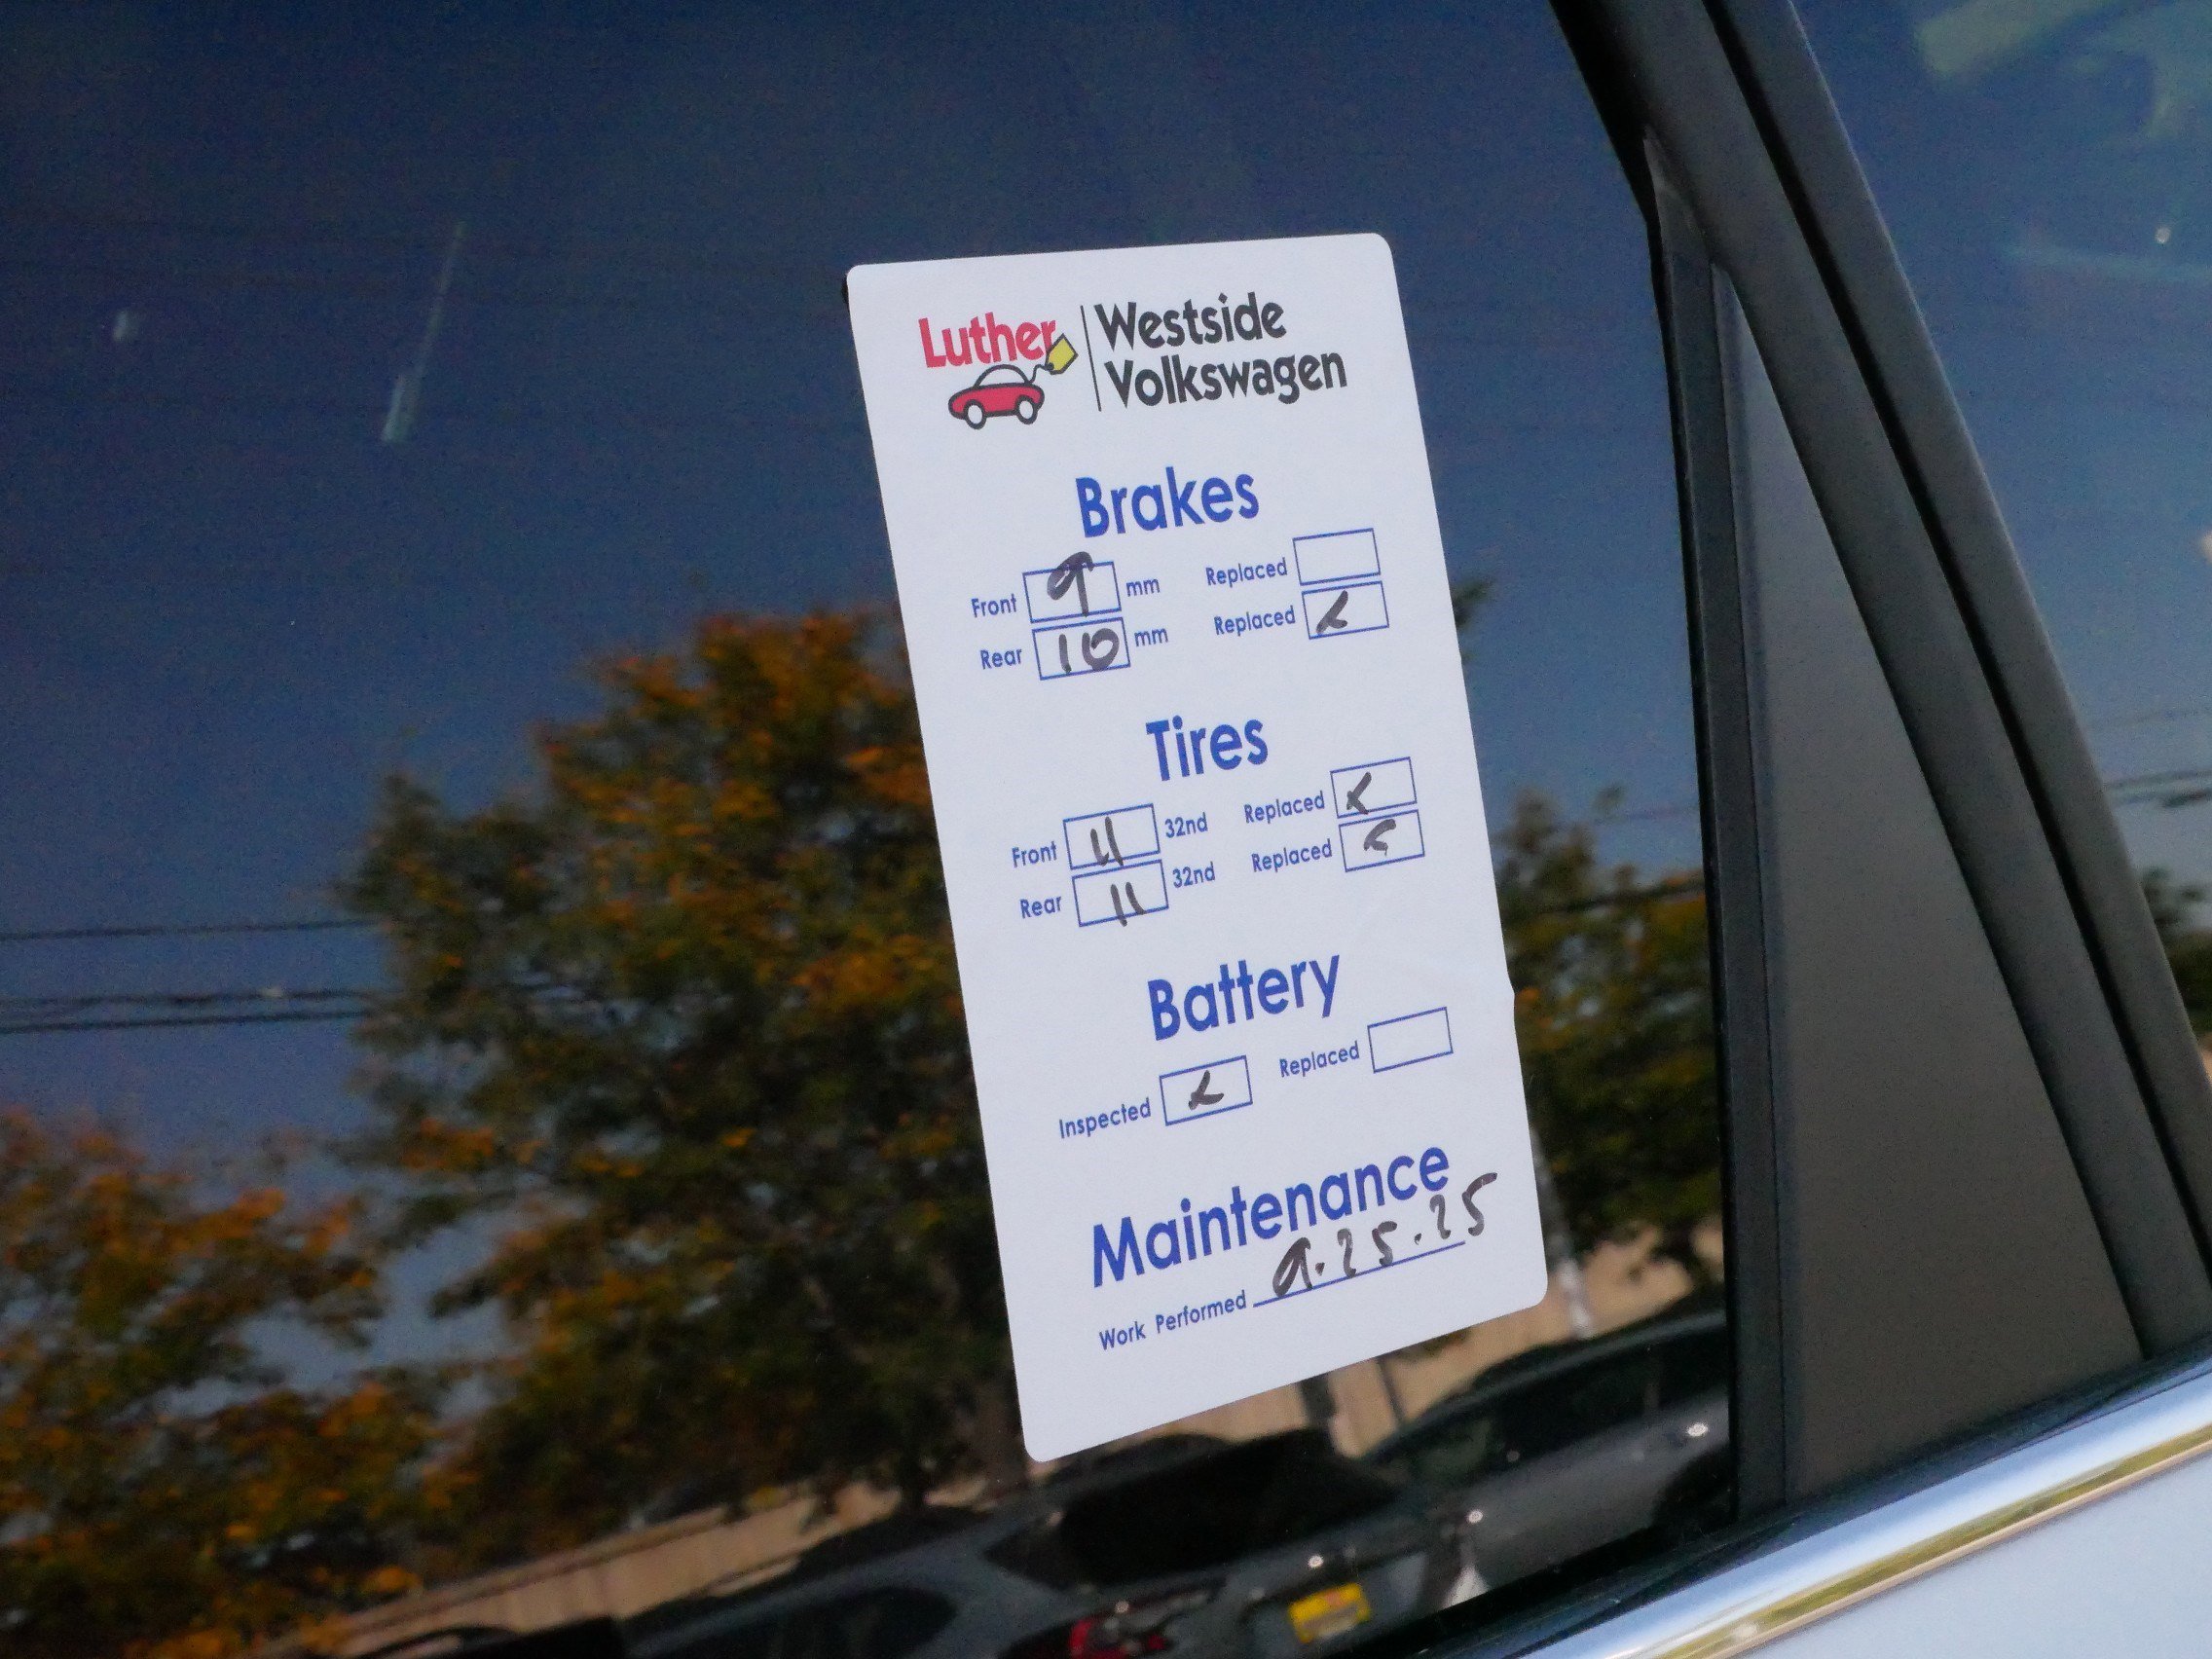 Luther Westside
Volkswagen
Brakes
Front 9 mm Replaced
Rear 10 mm Replaced
Tires
Front 11 32nd Replaced
Rear 11 32nd Replaced
Battery
Inspected Replaced
Maintenance
Work Performed 9.25.25